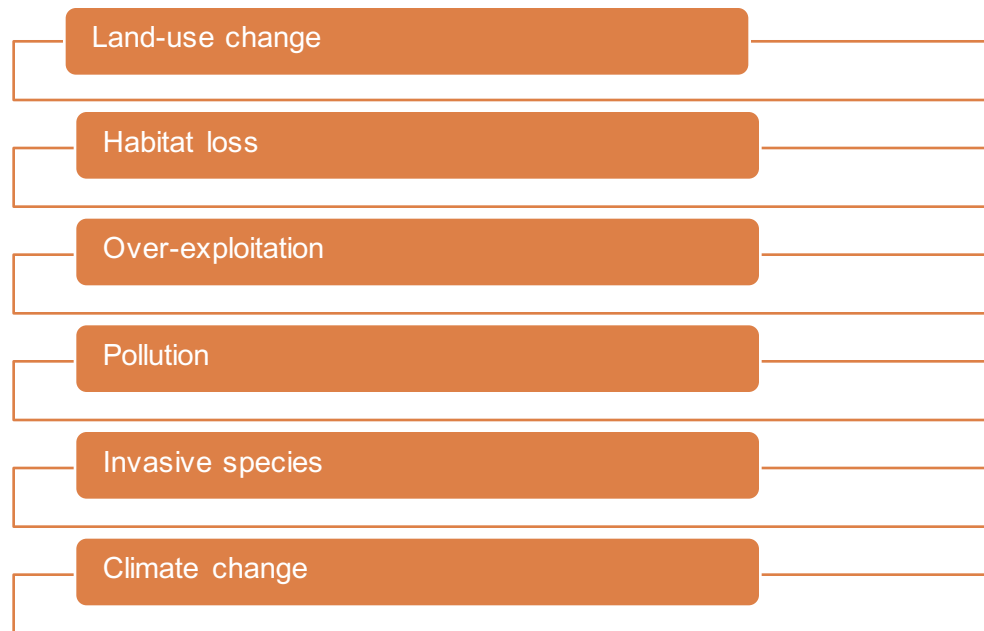 Land-use change
Habitat loss
Over-exploitation
Pollution
Invasive species
Climate change